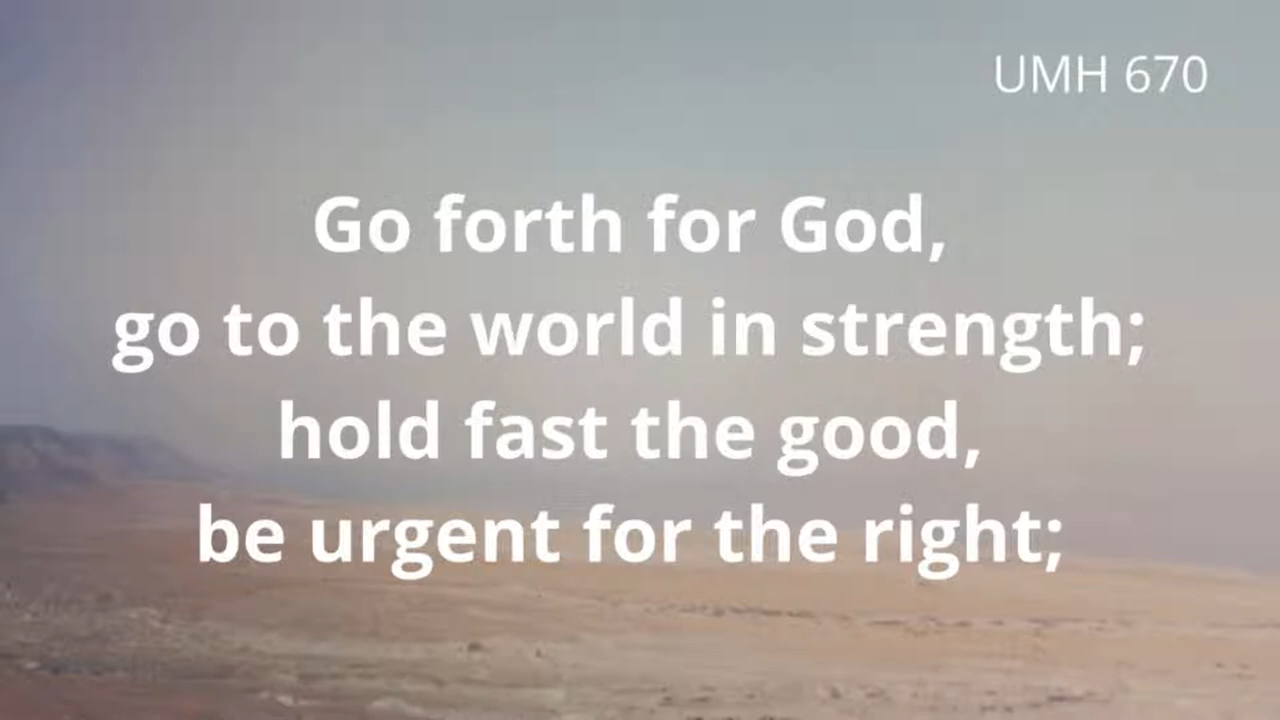 UMH 670
Go forth for God,
go to the world in strength;
hold fast the good,
be urgent for the right;